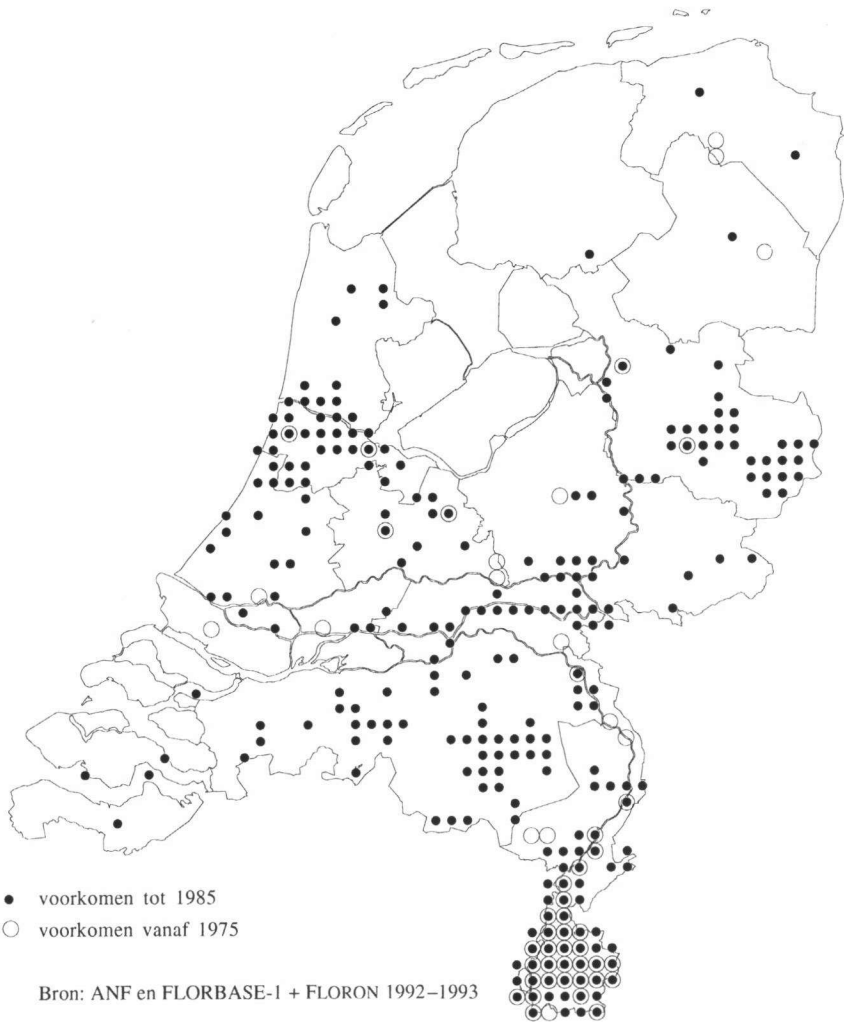 voorkomen tot 1985
voorkomen vanaf 1975
Bron: ANF en FLORBASE-1 + FLORON 1992–1993